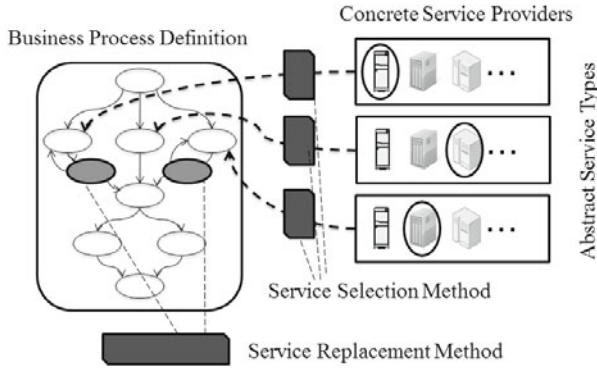 Concrete Service Providers
Business Process Definition
Abstract Service Types
Service Selection Method
Service Replacement Method